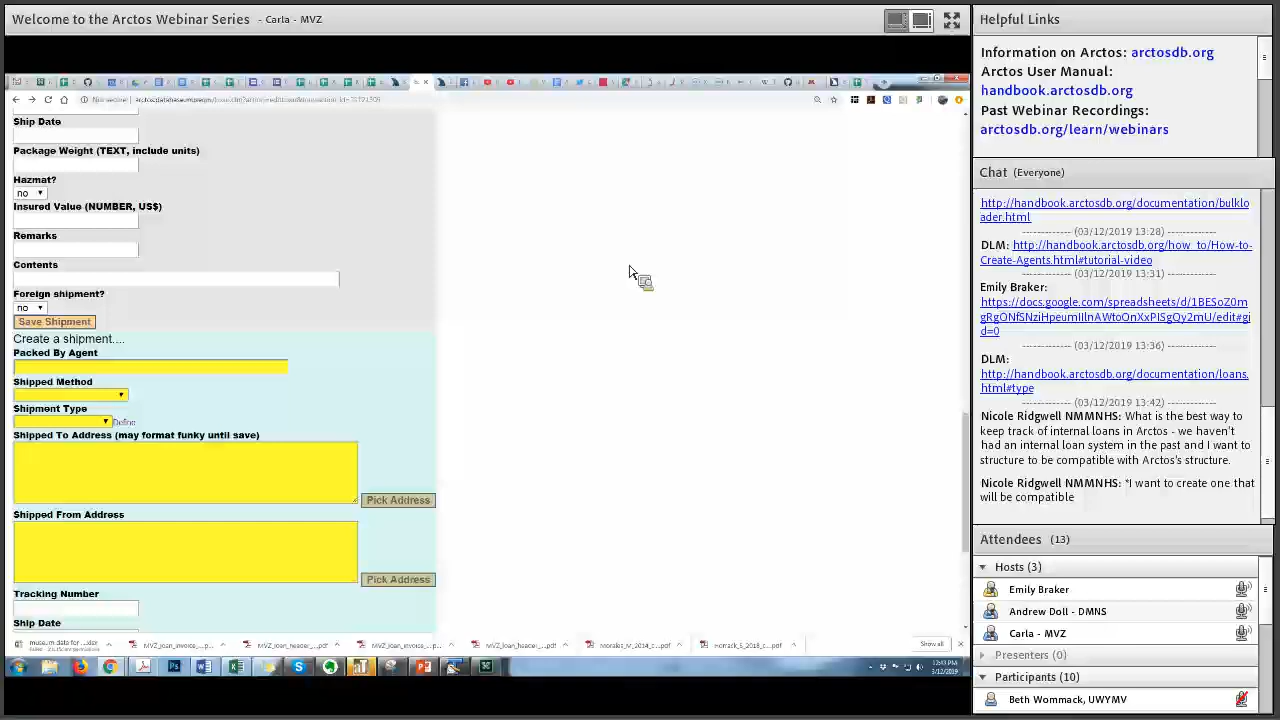 Welcome to the Arctos Webinar Series - Carla - MVZ
Ship Date
Package Weight (TEXT, include units)
Hazmat?
no
Insured Value (NUMBER, US$)
Remarks
Contents
Foreign shipment?
no
Save Shipment
Create a shipment....
Packed By Agent
Shipped Method
Shipment Type
Define
Shipped To Address (may format funky until save)
Pick Address
Shipped From Address
Pick Address
Tracking Number
Ship Date
Show all
3/12/2019
Helpful Links
Information on Arctos: arctosdb.org
Arctos User Manual:
handbook.arctosdb.org
Past Webinar Recordings:
arctosdb.org/learn/webinars
Chat (Everyone)
http://handbook.arctosdb.org/documentation/bulklo
ader.html
-------------- (03/12/2019 13:28) --------------
DLM: http://handbook.arctosdb.org/how_to/How-to-
Create-Agents.html#tutorial-video
-------------- (03/12/2019 13:31) --------------
Emily Braker:
https://docs.google.com/spreadsheets/d/1BESoZ0m
eit#gi
d=0
-------------- (03/12/2019 13:36) --------------
DLM:
http://handbook.arctosdb.org/documentation/loans.
html#type
-------------- (03/12/2019 13:42) --------------
Nicole Ridgwell NMMNHS: What is the best way to
keep track of internal loans in Arctos - we haven't
had an internal loan system in the past and I want to
structure to be compatible with Arctos's structure.
Nicole Ridgwell NMMNHS: *I want to create one that
will be compatible
Attendees (13)
Hosts (3)
Emily Braker
Andrew Doll - DMNS
Carla - MVZ
Presenters (0)
Participants (10)
Beth Wommack, UWYMV